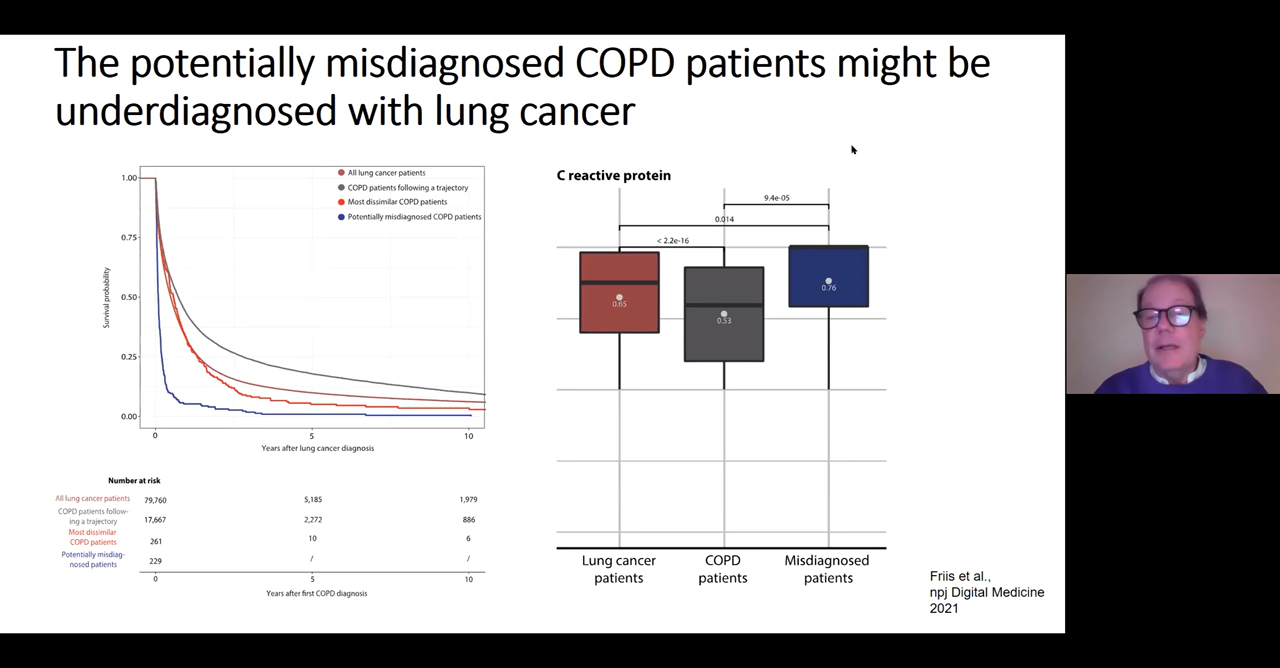 The potentially misdiagnosed COPD patients might be
underdiagnosed with lung cancer
1.00
0.75
0.50
0.25
0.00
Survival probability
All lung cancer patients
COPD patients following a trajectory
Most dissimilar COPD patients
Potentially misdiagnosed COPD patients
0 5 10
Years after lung cancer diagnosis
Number at risk
All lung cancer patients 79,760 5,185 1,979
COPD patients follow-
ing a trajectory 17,667 2,272 886
Most dissimilar
COPD patients 261 10 6
Potentially misdiag-
nosed patients 229 / /
0 5 10
Years after first COPD diagnosis
C reactive protein
9.4e-05
0.014
< 2.2e-16
0.65
0.53
0.76
Lung cancer
patients
COPD
patients
Misdiagnosed
patients
Friis et al.,
npj Digital Medicine
2021